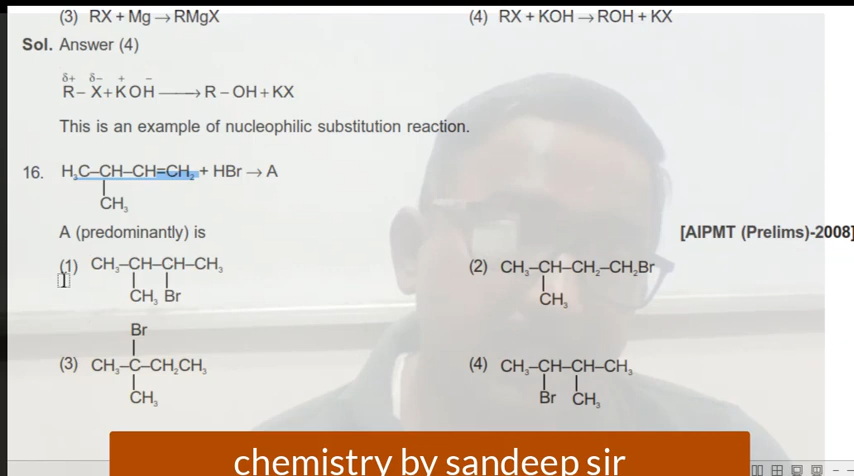 (3) RX + Mg → RMgX
(4) RX + KOH → ROH + KX
Sol. Answer (4)
δ+ δ– + –
R – X + K OH ⟶ R – OH + KX
This is an example of nucleophilic substitution reaction.
16. H₃C–CH–CH=CH₂ + HBr → A
CH₃
A (predominantly) is
[AIPMT (Prelims)-2008]
(1) CH₃–CH–CH–CH₃
CH₃ Br
(2) CH₃–CH–CH₂–CH₂Br
CH₃
Br
(3) CH₃–C–CH₂CH₃
CH₃
(4) CH₃–CH–CH–CH₃
Br CH₃
chemistry by sandeep sir